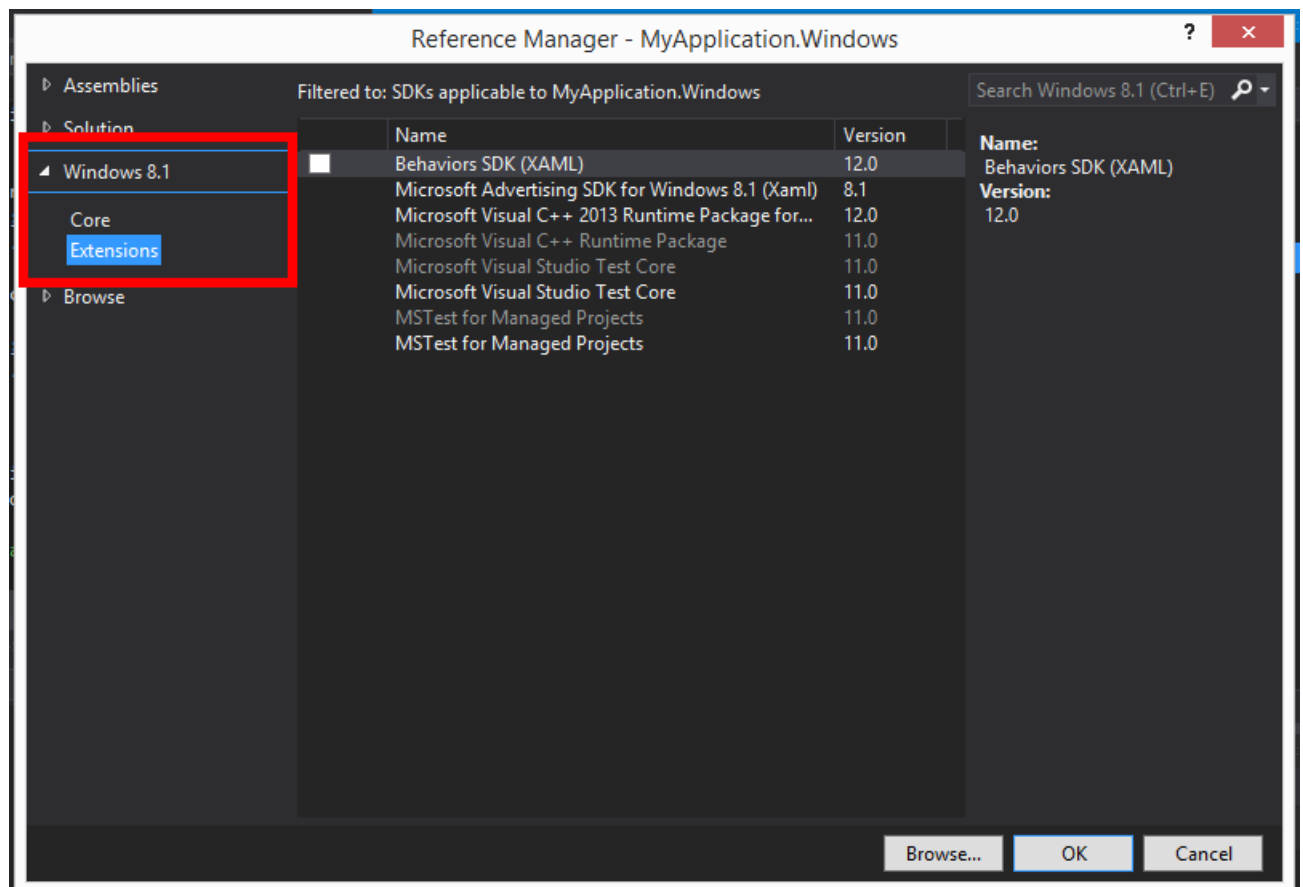 Reference Manager - MyApplication.Windows
?
Assemblies
Solution
Windows 8.1
Core
Extensions
Browse
Filtered to: SDKs applicable to MyApplication.Windows
Name Version
Behaviors SDK (XAML) 12.0
Microsoft Advertising SDK for Windows 8.1 (Xaml) 8.1
Microsoft Visual C++ 2013 Runtime Package for... 12.0
Microsoft Visual C++ Runtime Package 11.0
Microsoft Visual Studio Test Core 11.0
Microsoft Visual Studio Test Core 11.0
MSTest for Managed Projects 11.0
MSTest for Managed Projects 11.0
Search Windows 8.1 (Ctrl+E)
Name:
Behaviors SDK (XAML)
Version:
12.0
Browse... OK Cancel